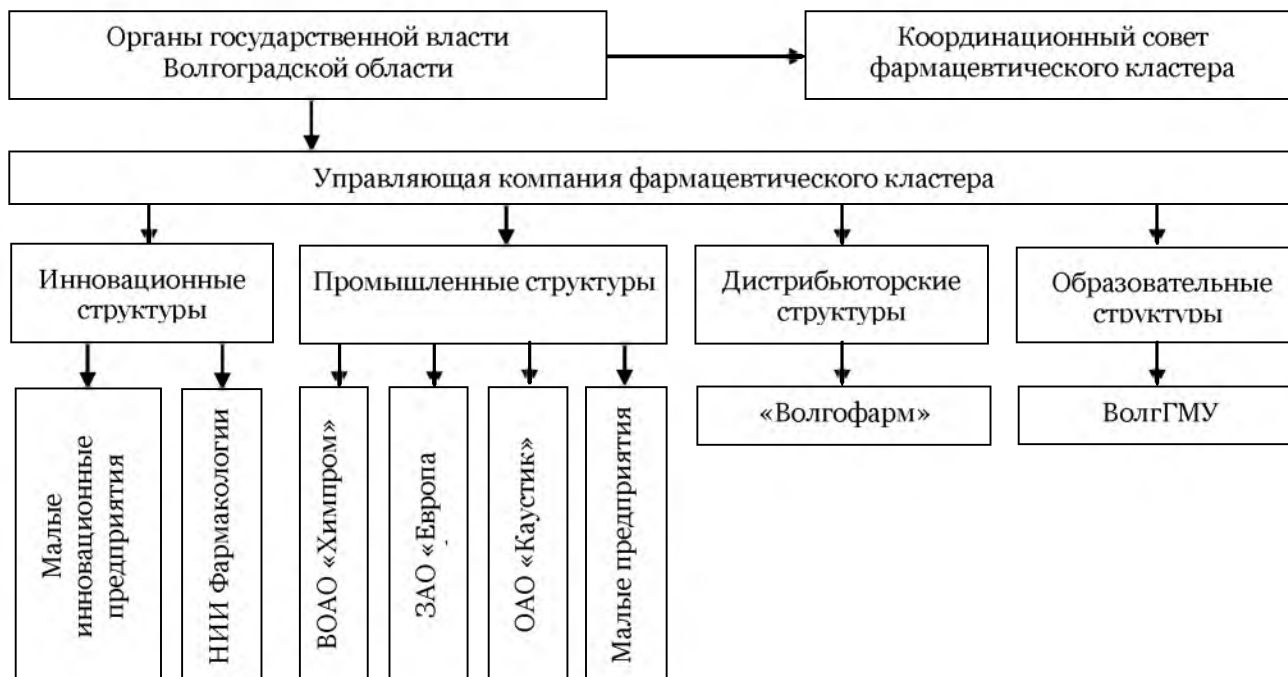 Органы государственной власти
Волгоградской области
Координационный совет
фармацевтического кластера
Управляющая компания фармацевтического кластера
Инновационные
структуры
Промышленные структуры
Дистрибьюторские
структуры
Образовательные
структуры
Малые
инновационные
предприятия
НИИ Фармакологии
ВОАО «Химпром»
ЗАО «Европа
ОАО «Каустик»
Малые предприятия
«Волгофарм»
ВолгГМУ